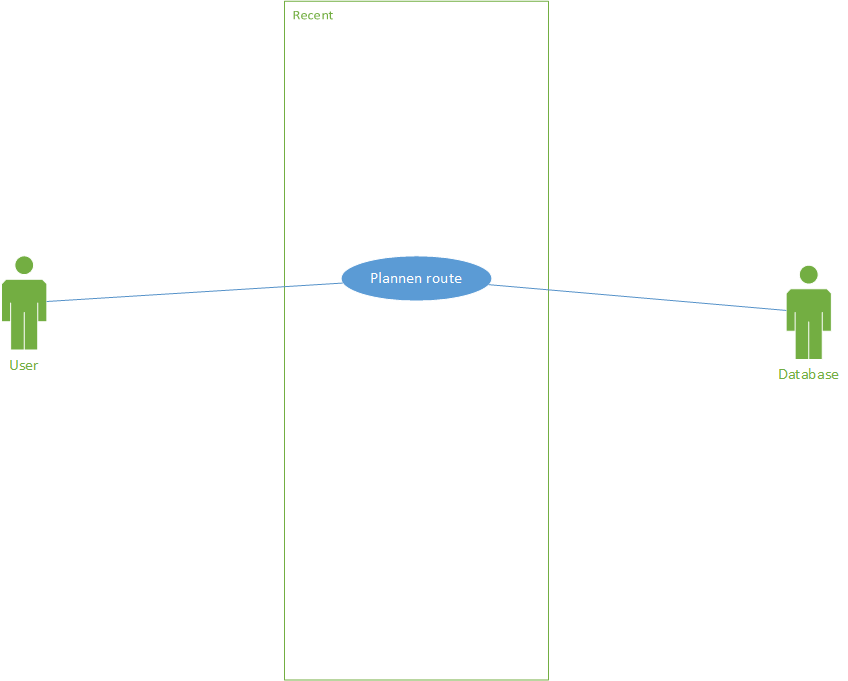 Recent
Plannen route
User
Database